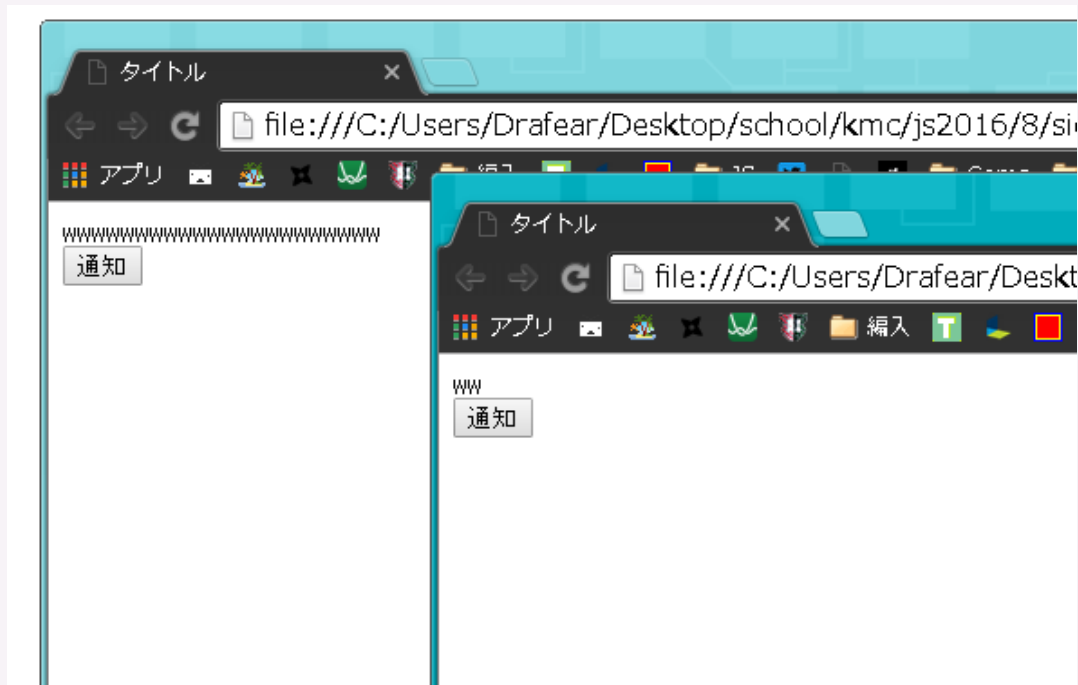 タイトル
file:///C:/Users/Drafear/Desktop/school/kmc/js2016/8/si
アプリ
wwwwwwwwwwwwwwwwwwwwww
通知
タイトル
file:///C:/Users/Drafear/Deskt
アプリ 編入
ww
通知